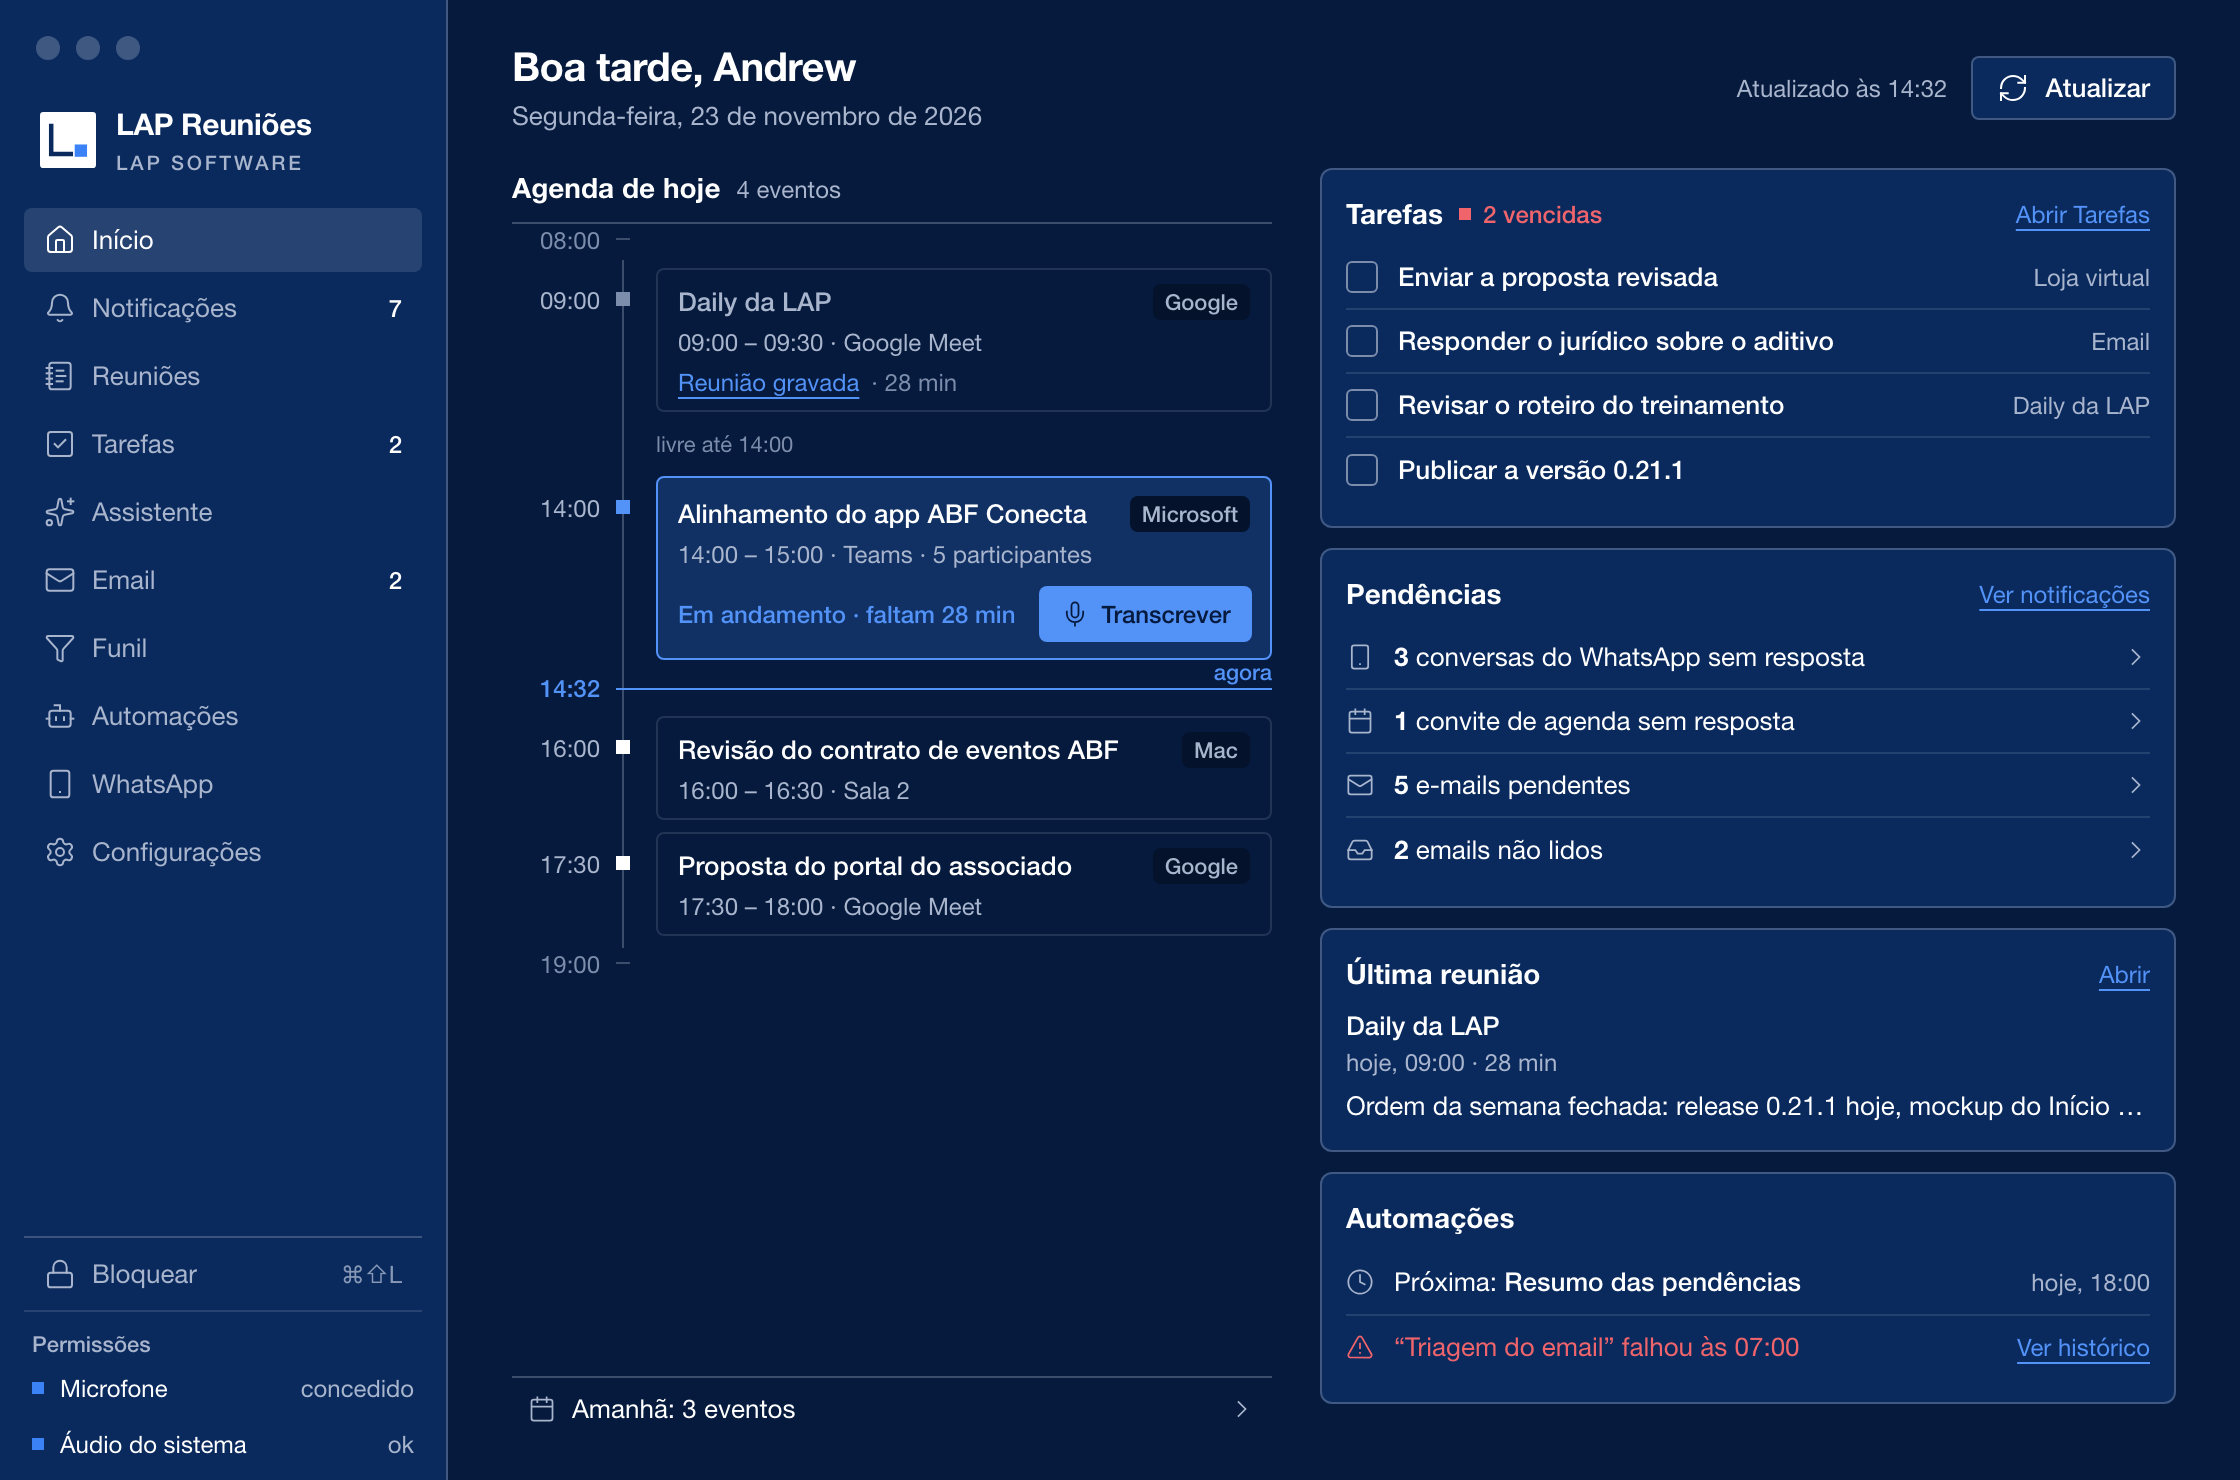 LAP Reuniões
LAP SOFTWARE
Início
Notificações 7
Reuniões
Tarefas 2
Assistente
Email 2
Funil
Automações
WhatsApp
Configurações
Bloquear ⌘⇧L
Permissões
Microfone concedido
Áudio do sistema ok
Boa tarde, Andrew
Segunda-feira, 23 de novembro de 2026
Atualizado às 14:32
Atualizar
Agenda de hoje 4 eventos
08:00
09:00
Daily da LAP Google
09:00 – 09:30 · Google Meet
Reunião gravada · 28 min
livre até 14:00
14:00
Alinhamento do app ABF Conecta Microsoft
14:00 – 15:00 · Teams · 5 participantes
Em andamento · faltam 28 min Transcrever
agora
14:32
16:00
Revisão do contrato de eventos ABF Mac
16:00 – 16:30 · Sala 2
17:30
Proposta do portal do associado Google
17:30 – 18:00 · Google Meet
19:00
Amanhã: 3 eventos
Tarefas 2 vencidas Abrir Tarefas
Enviar a proposta revisada Loja virtual
Responder o jurídico sobre o aditivo Email
Revisar o roteiro do treinamento Daily da LAP
Publicar a versão 0.21.1
Pendências Ver notificações
3 conversas do WhatsApp sem resposta
1 convite de agenda sem resposta
5 e-mails pendentes
2 emails não lidos
Última reunião Abrir
Daily da LAP
hoje, 09:00 · 28 min
Ordem da semana fechada: release 0.21.1 hoje, mockup do Início …
Automações
Próxima: Resumo das pendências hoje, 18:00
“Triagem do email” falhou às 07:00 Ver histórico